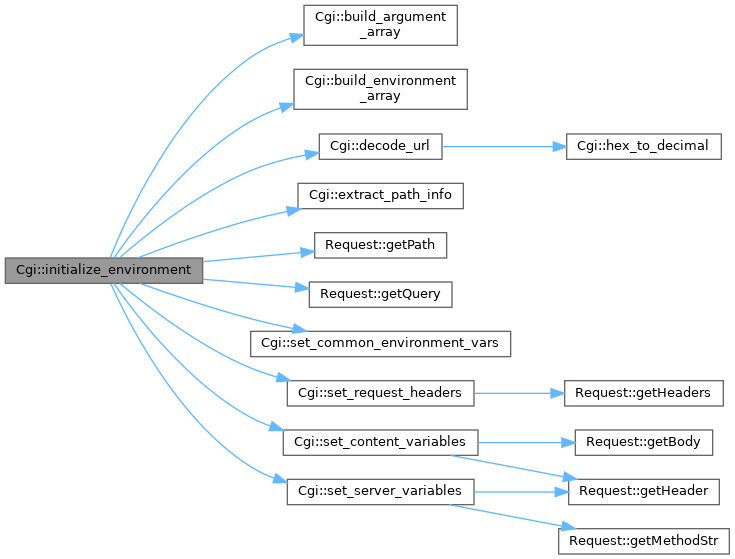 Cgi::build_argument
_array
Cgi::build_environment
_array
Cgi::decode_url
Cgi::hex_to_decimal
Cgi::extract_path_info
Request::getPath
Cgi::initialize_environment
Request::getQuery
Cgi::set_common_environment_vars
Cgi::set_request_headers
Request::getHeaders
Cgi::set_content_variables
Request::getBody
Cgi::set_server_variables
Request::getHeader
Request::getMethodStr